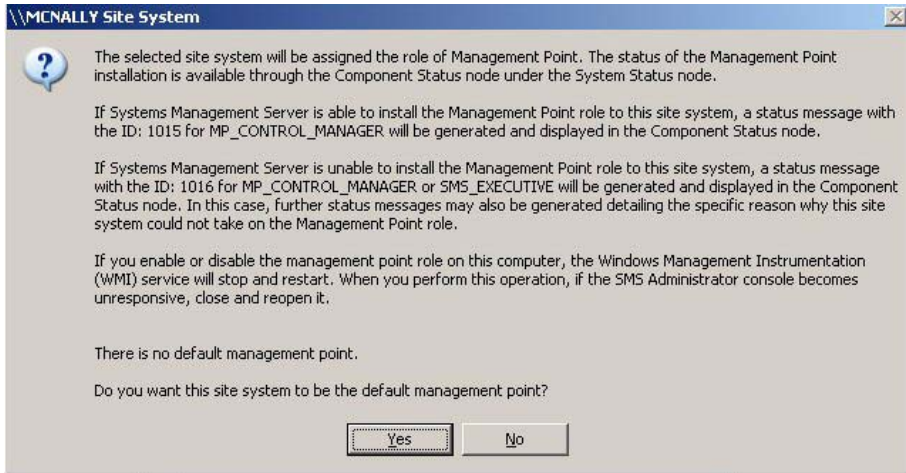 \\MCNALLY Site System
The selected site system will be assigned the role of Management Point. The status of the Management Point
installation is available through the Component Status node under the System Status node.
If Systems Management Server is able to install the Management Point role to this site system, a status message with
the ID: 1015 for MP_CONTROL_MANAGER will be generated and displayed in the Component Status node.
If Systems Management Server is unable to install the Management Point role to this site system, a status message
with the ID: 1016 for MP_CONTROL_MANAGER or SMS_EXECUTIVE will be generated and displayed in the Component
Status node. In this case, further status messages may also be generated detailing the specific reason why this site
system could not take on the Management Point role.
If you enable or disable the management point role on this computer, the Windows Management Instrumentation
(WMI) service will stop and restart. When you perform this operation, if the SMS Administrator console becomes
unresponsive, close and reopen it.
There is no default management point.
Do you want this site system to be the default management point?
Yes
No